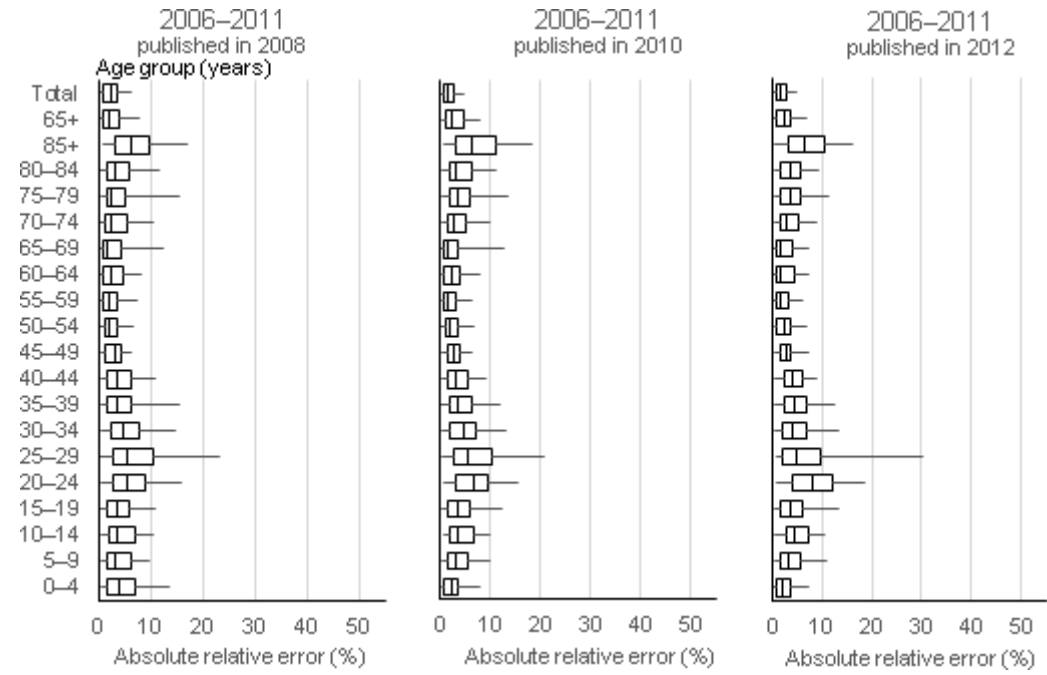 2006–2011
published in 2008
2006–2011
published in 2010
2006–2011
published in 2012
Age group (years)
Total
65+
85+
80–84
75–79
70–74
65–69
60–64
55–59
50–54
45–49
40–44
35–39
30–34
25–29
20–24
15–19
10–14
5–9
0–4
0 10 20 30 40 50
Absolute relative error (%)
0 10 20 30 40 50
Absolute relative error (%)
0 10 20 30 40 50
Absolute relative error (%)